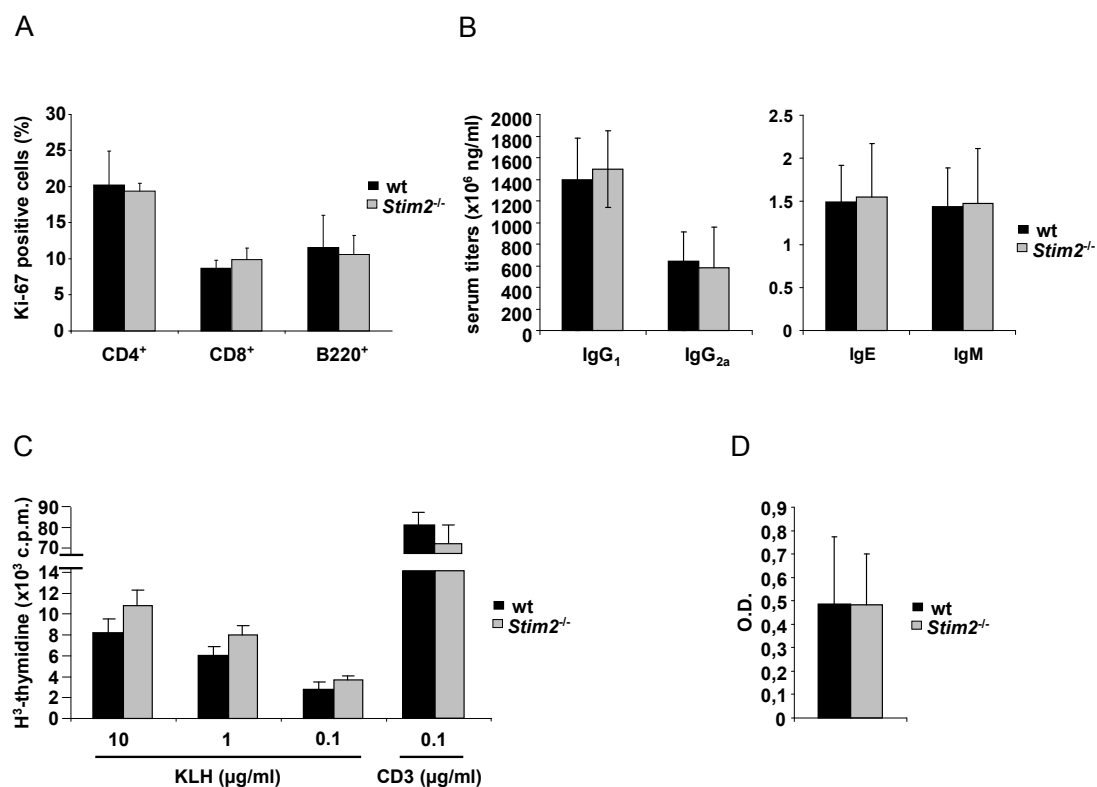 A
Ki-67 positive cells (%)
30
25
20
15
10
5
0
CD4⁺
CD8⁺
B220⁺
wt
Stim2⁻/⁻
B
serum titers (x10⁶ ng/ml)
2000
1800
1600
1400
1200
1000
800
600
400
200
0
IgG₁
IgG₂ₐ
2.5
2
1.5
1
0.5
0
IgE
IgM
wt
Stim2⁻/⁻
C
H³-thymidine (x10³ c.p.m.)
90
80
70
14
12
10
8
6
4
2
0
10
1
0.1
0.1
KLH (µg/ml)
CD3 (µg/ml)
wt
Stim2⁻/⁻
D
O.D.
0,9
0,8
0,7
0,6
0,5
0,4
0,3
0,2
0,1
0
wt
Stim2⁻/⁻